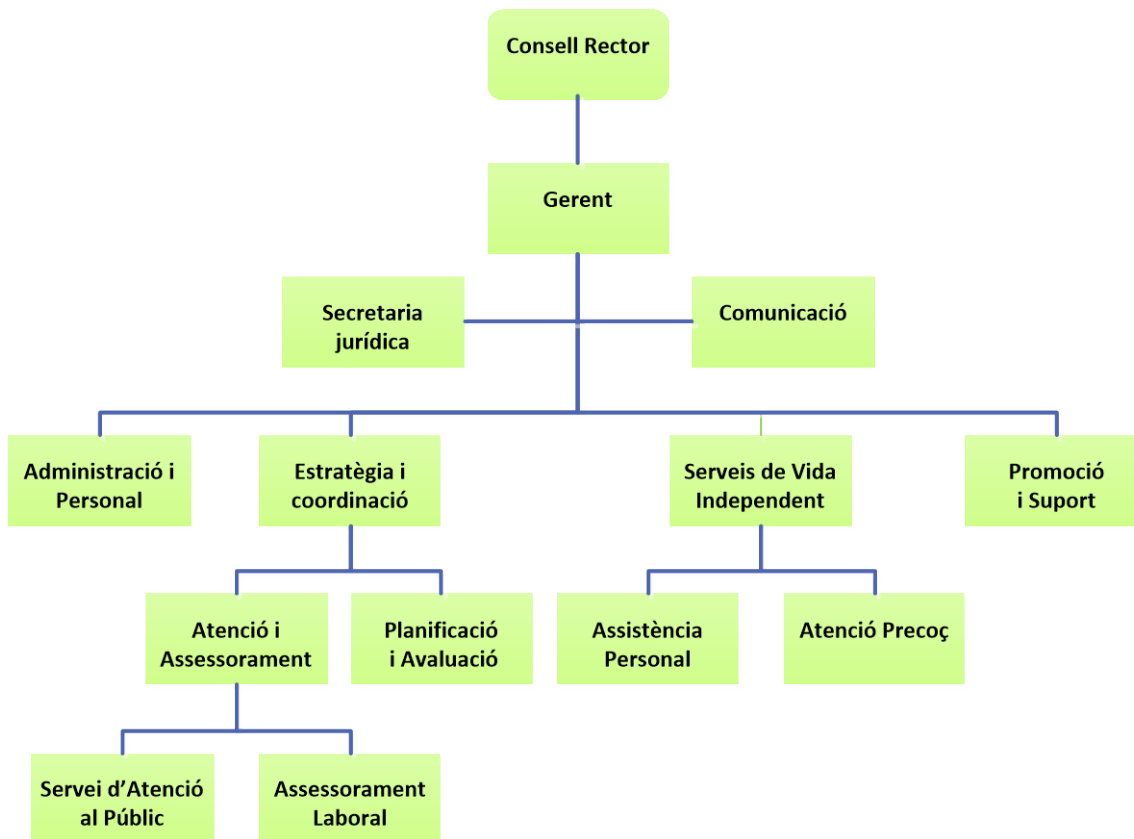 Consell Rector
Gerent
Secretaria
jurídica
Comunicació
Administració i
Personal
Estratègia i
coordinació
Serveis de Vida
Independent
Promoció
i Suport
Atenció i
Assessorament
Planificació
i Avaluació
Assistència
Personal
Atenció Precoç
Servei d’Atenció
al Públic
Assessorament
Laboral